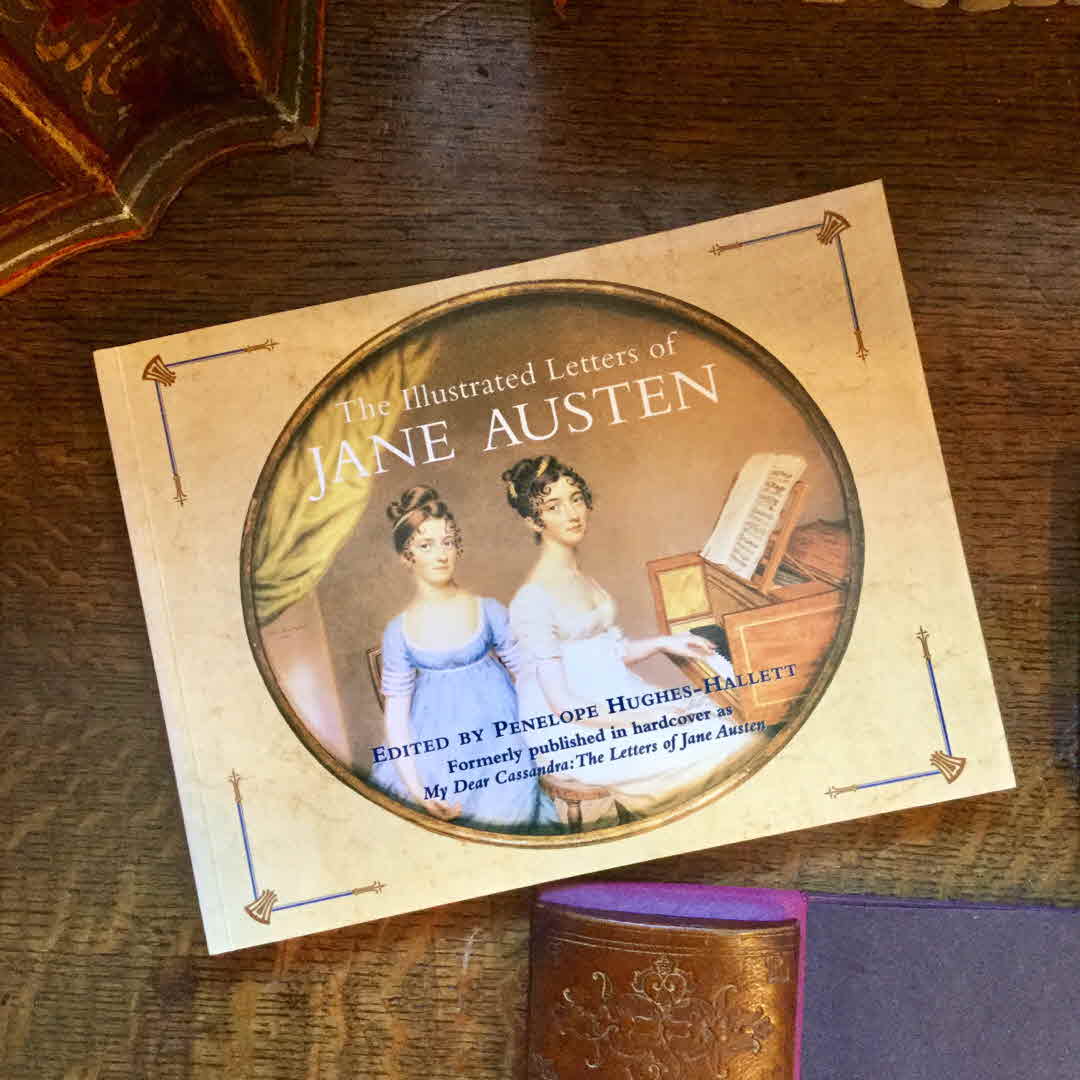 The Illustrated Letters of
JANE AUSTEN
EDITED BY PENELOPE HUGHES-HALLETT
Formerly published in hardcover as
My Dear Cassandra: The Letters of Jane Austen